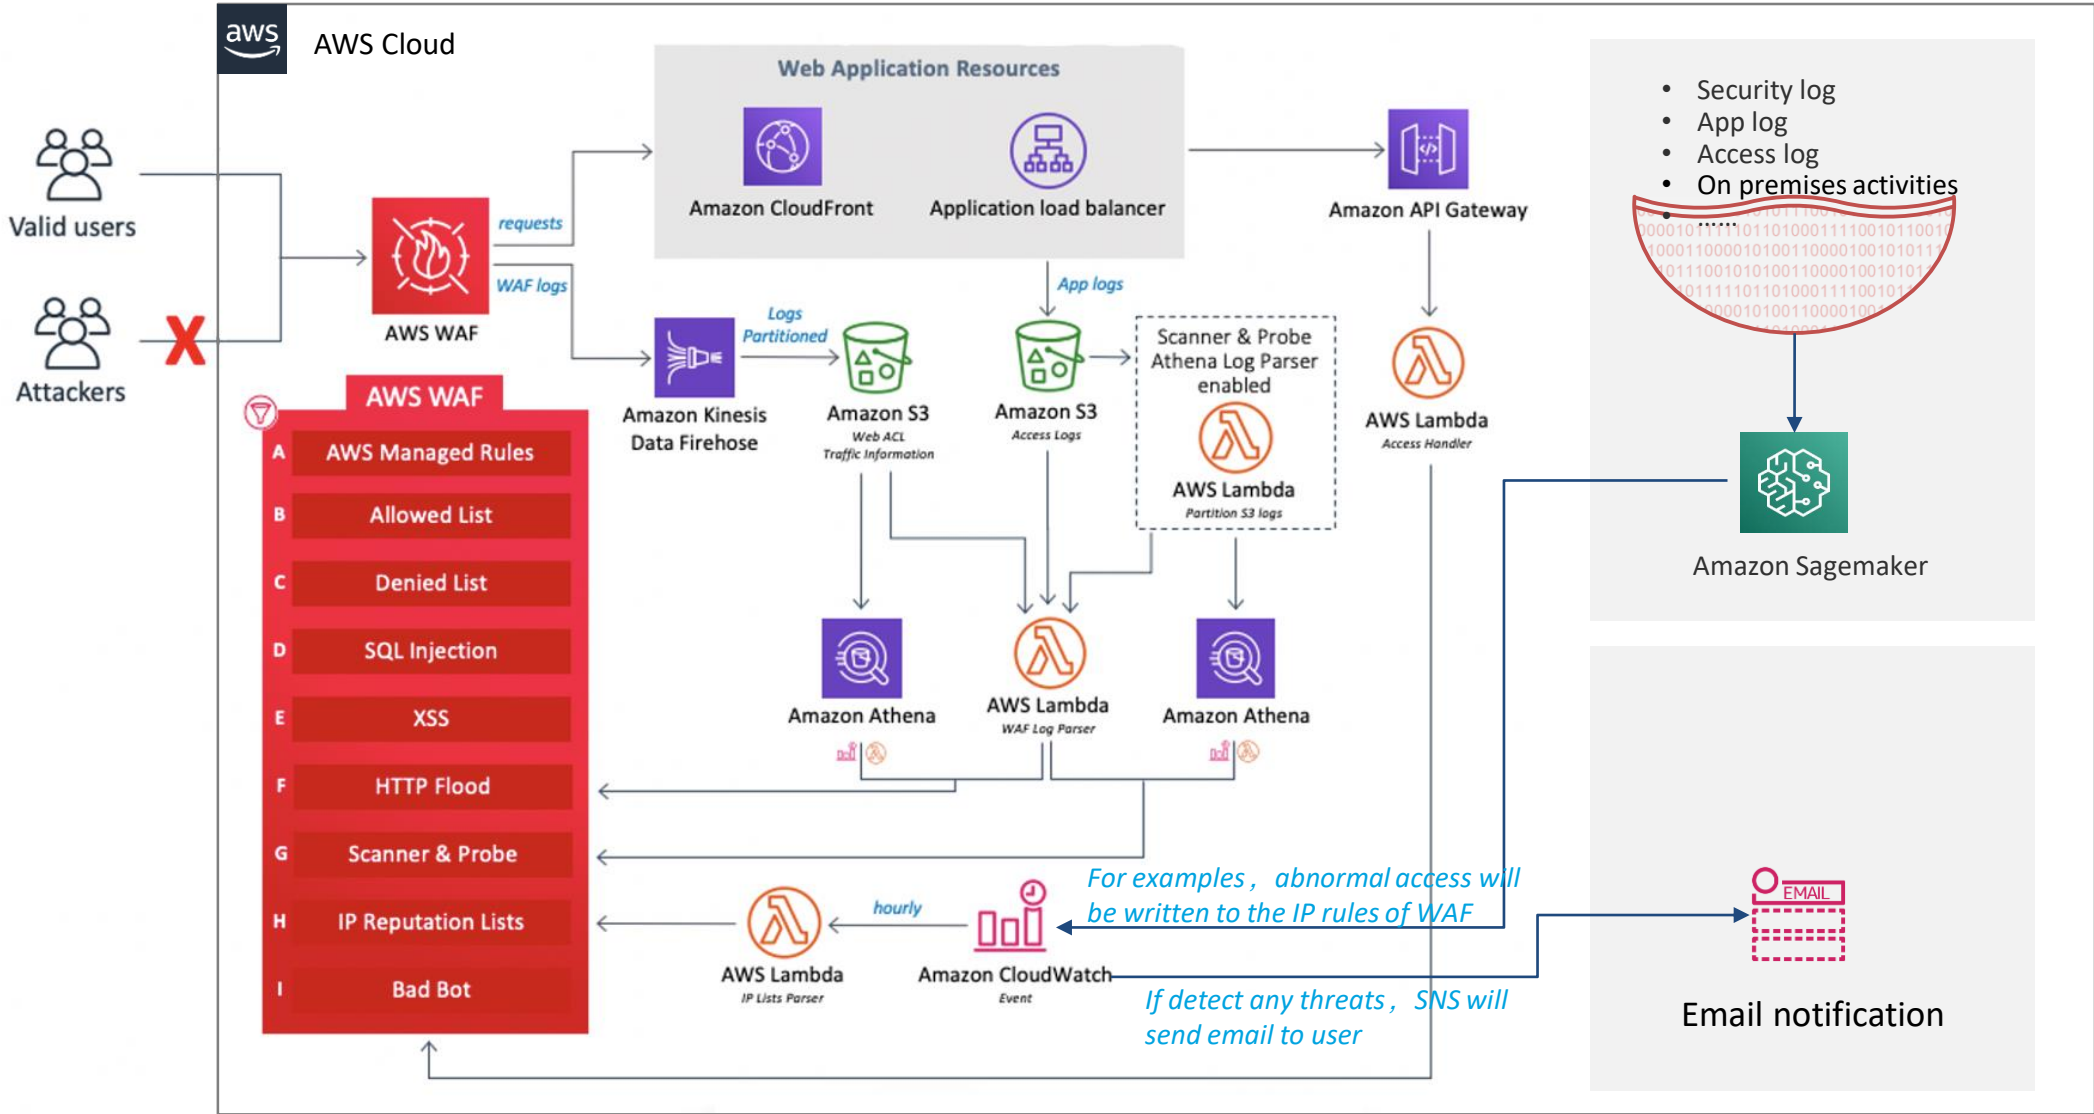 aws
AWS Cloud
Valid users
Attackers
X
AWS WAF
requests
WAF logs
Web Application Resources
Amazon CloudFront
Application load balancer
Amazon API Gateway
App logs
Logs
Partitioned
Amazon Kinesis
Data Firehose
Amazon S3
Web ACL
Traffic Information
Amazon S3
Access Logs
Scanner & Probe
Athena Log Parser
enabled
AWS Lambda
Partition S3 logs
AWS Lambda
Access Handler
AWS WAF
A AWS Managed Rules
B Allowed List
C Denied List
D SQL Injection
E XSS
F HTTP Flood
G Scanner & Probe
H IP Reputation Lists
I Bad Bot
Amazon Athena
AWS Lambda
WAF Log Parser
Amazon Athena
AWS Lambda
IP Lists Parser
hourly
Amazon CloudWatch
Event
For examples， abnormal access will
be written to the IP rules of WAF
If detect any threats， SNS will
send email to user
• Security log
• App log
• Access log
• On premises activities
• ......
Amazon Sagemaker
EMAIL
Email notification